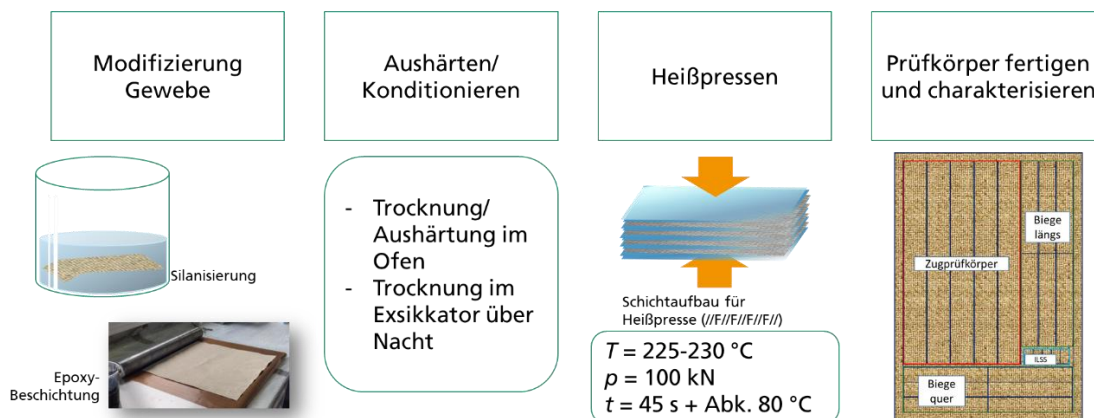 Modifizierung
Gewebe
Aushärten/
Konditionieren
Heißpressen
Prüfkörper fertigen
und charakterisieren
Silanisierung
Epoxy-
Beschichtung
- Trocknung/
Aushärtung im
Ofen
- Trocknung im
Exsikkator über
Nacht
Schichtaufbau für
Heißpresse (//F//F//F//F//)
T = 225-230 °C
p = 100 kN
t = 45 s + Abk. 80 °C
Biege
längs
Zugprüfkörper
ILSS
Biege
quer